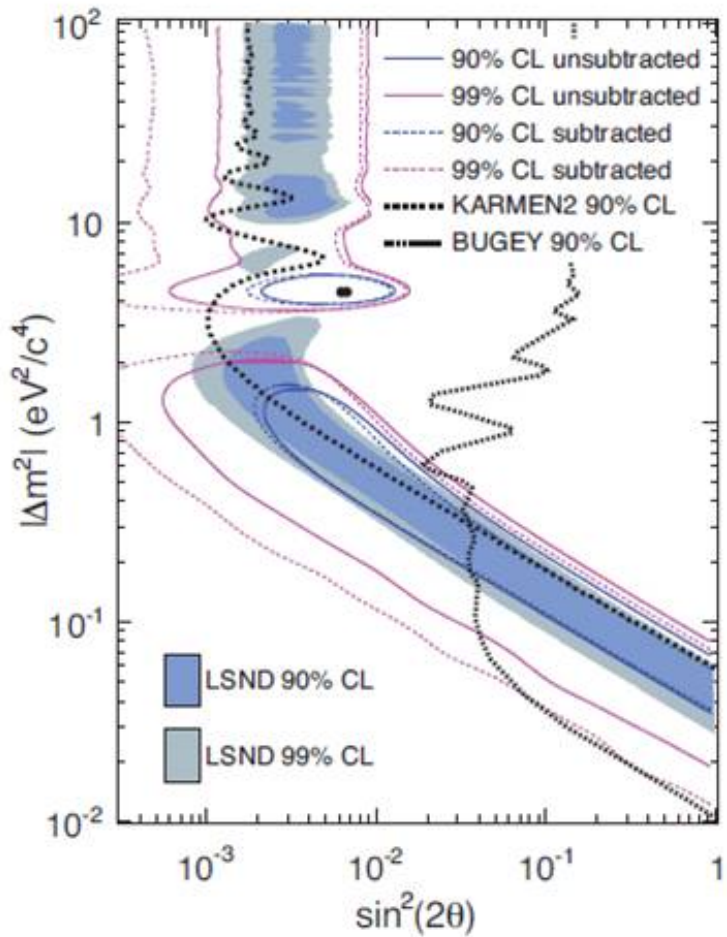 10²
90% CL unsubtracted
99% CL unsubtracted
90% CL subtracted
99% CL subtracted
KARMEN2 90% CL
BUGEY 90% CL
10
1
10⁻¹
10⁻²
|Δm²| (eV²/c⁴)
LSND 90% CL
LSND 99% CL
10⁻³
10⁻²
10⁻¹
1
sin²(2θ)